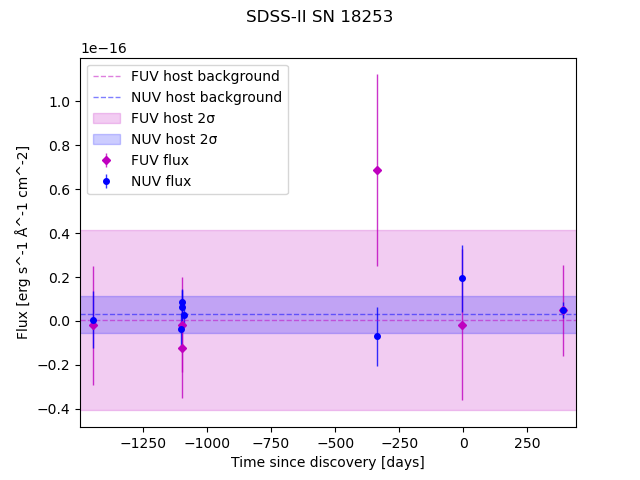 SDSS-II SN 18253
1e−16
FUV host background
NUV host background
FUV host 2σ
NUV host 2σ
FUV flux
NUV flux
1.0
0.8
0.6
0.4
0.2
0.0
−0.2
−0.4
Flux [erg s^-1 Å^-1 cm^-2]
−1250 −1000 −750 −500 −250 0 250
Time since discovery [days]